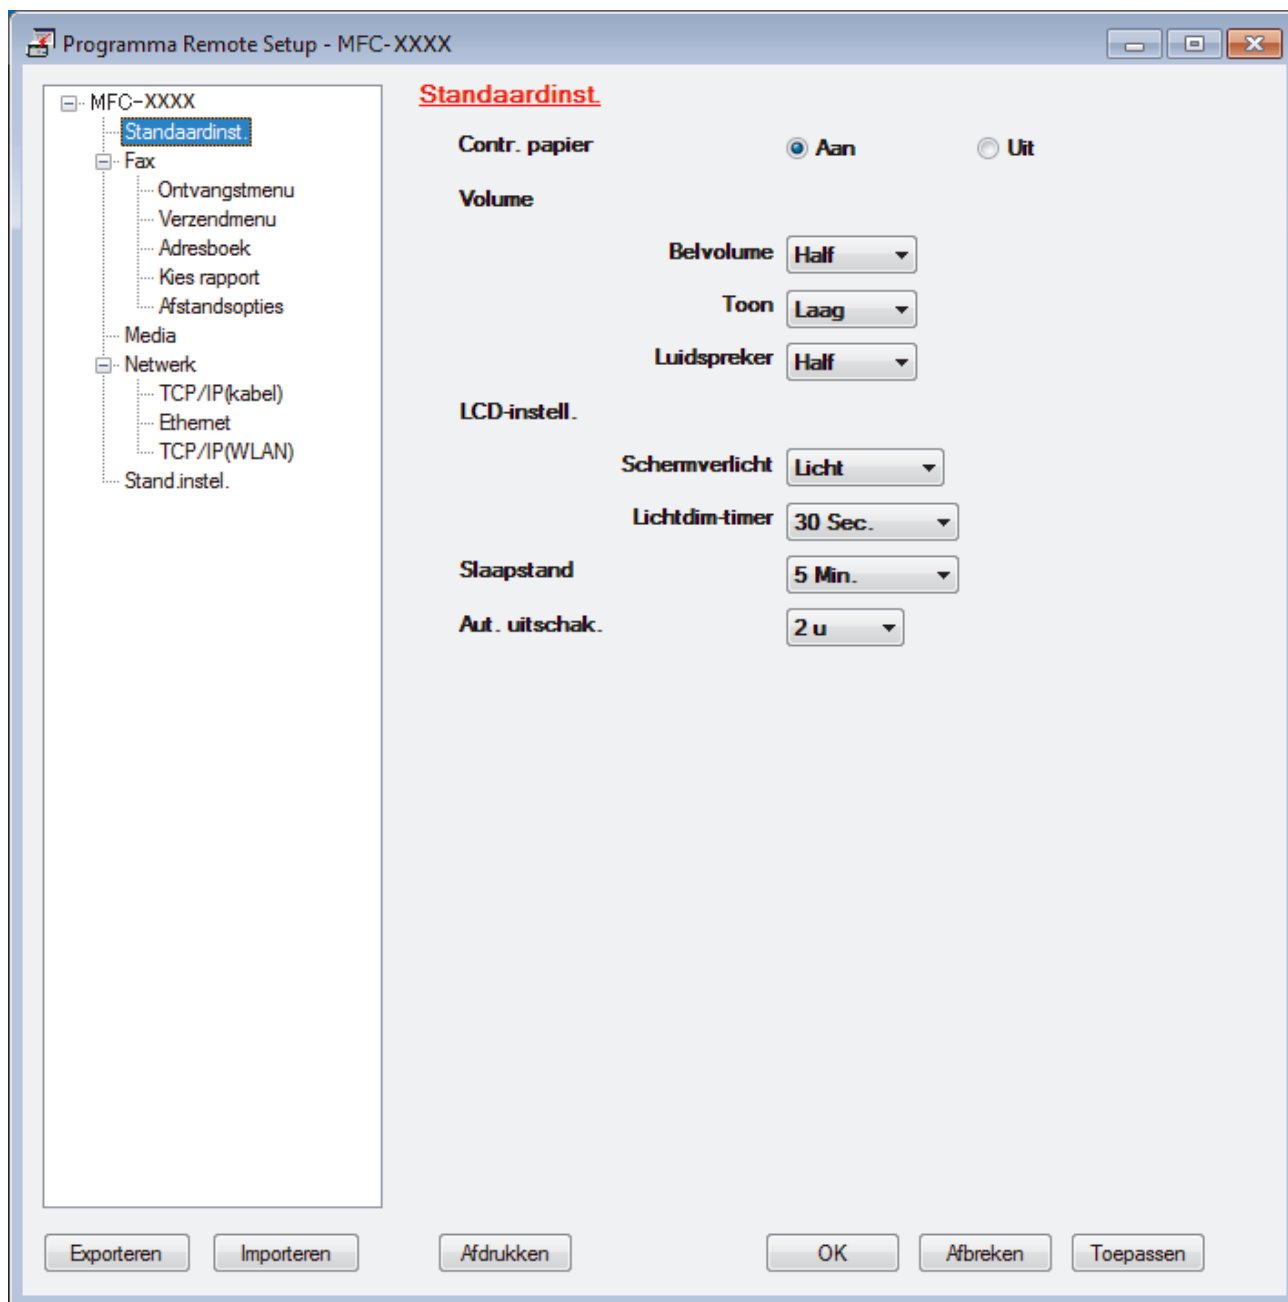 Programma Remote Setup - MFC-XXXX
MFC-XXXX
Standaardinst.
Fax
Ontvangstmenu
Verzendmenu
Adresboek
Kies rapport
Afstandsopties
Media
Netwerk
TCP/IP(kabel)
Ethernet
TCP/IP(WLAN)
Stand.instel.
Standaardinst.
Contr. papier Aan Uit
Volume
Belvolume Half
Toon Laag
Luidspreker Half
LCD-instell.
Schermverlicht Licht
Lichtdim-timer 30 Sec.
Slaapstand 5 Min.
Aut. uitschak. 2 u
Exporteren Importeren Afdrukken OK Afbreken Toepassen